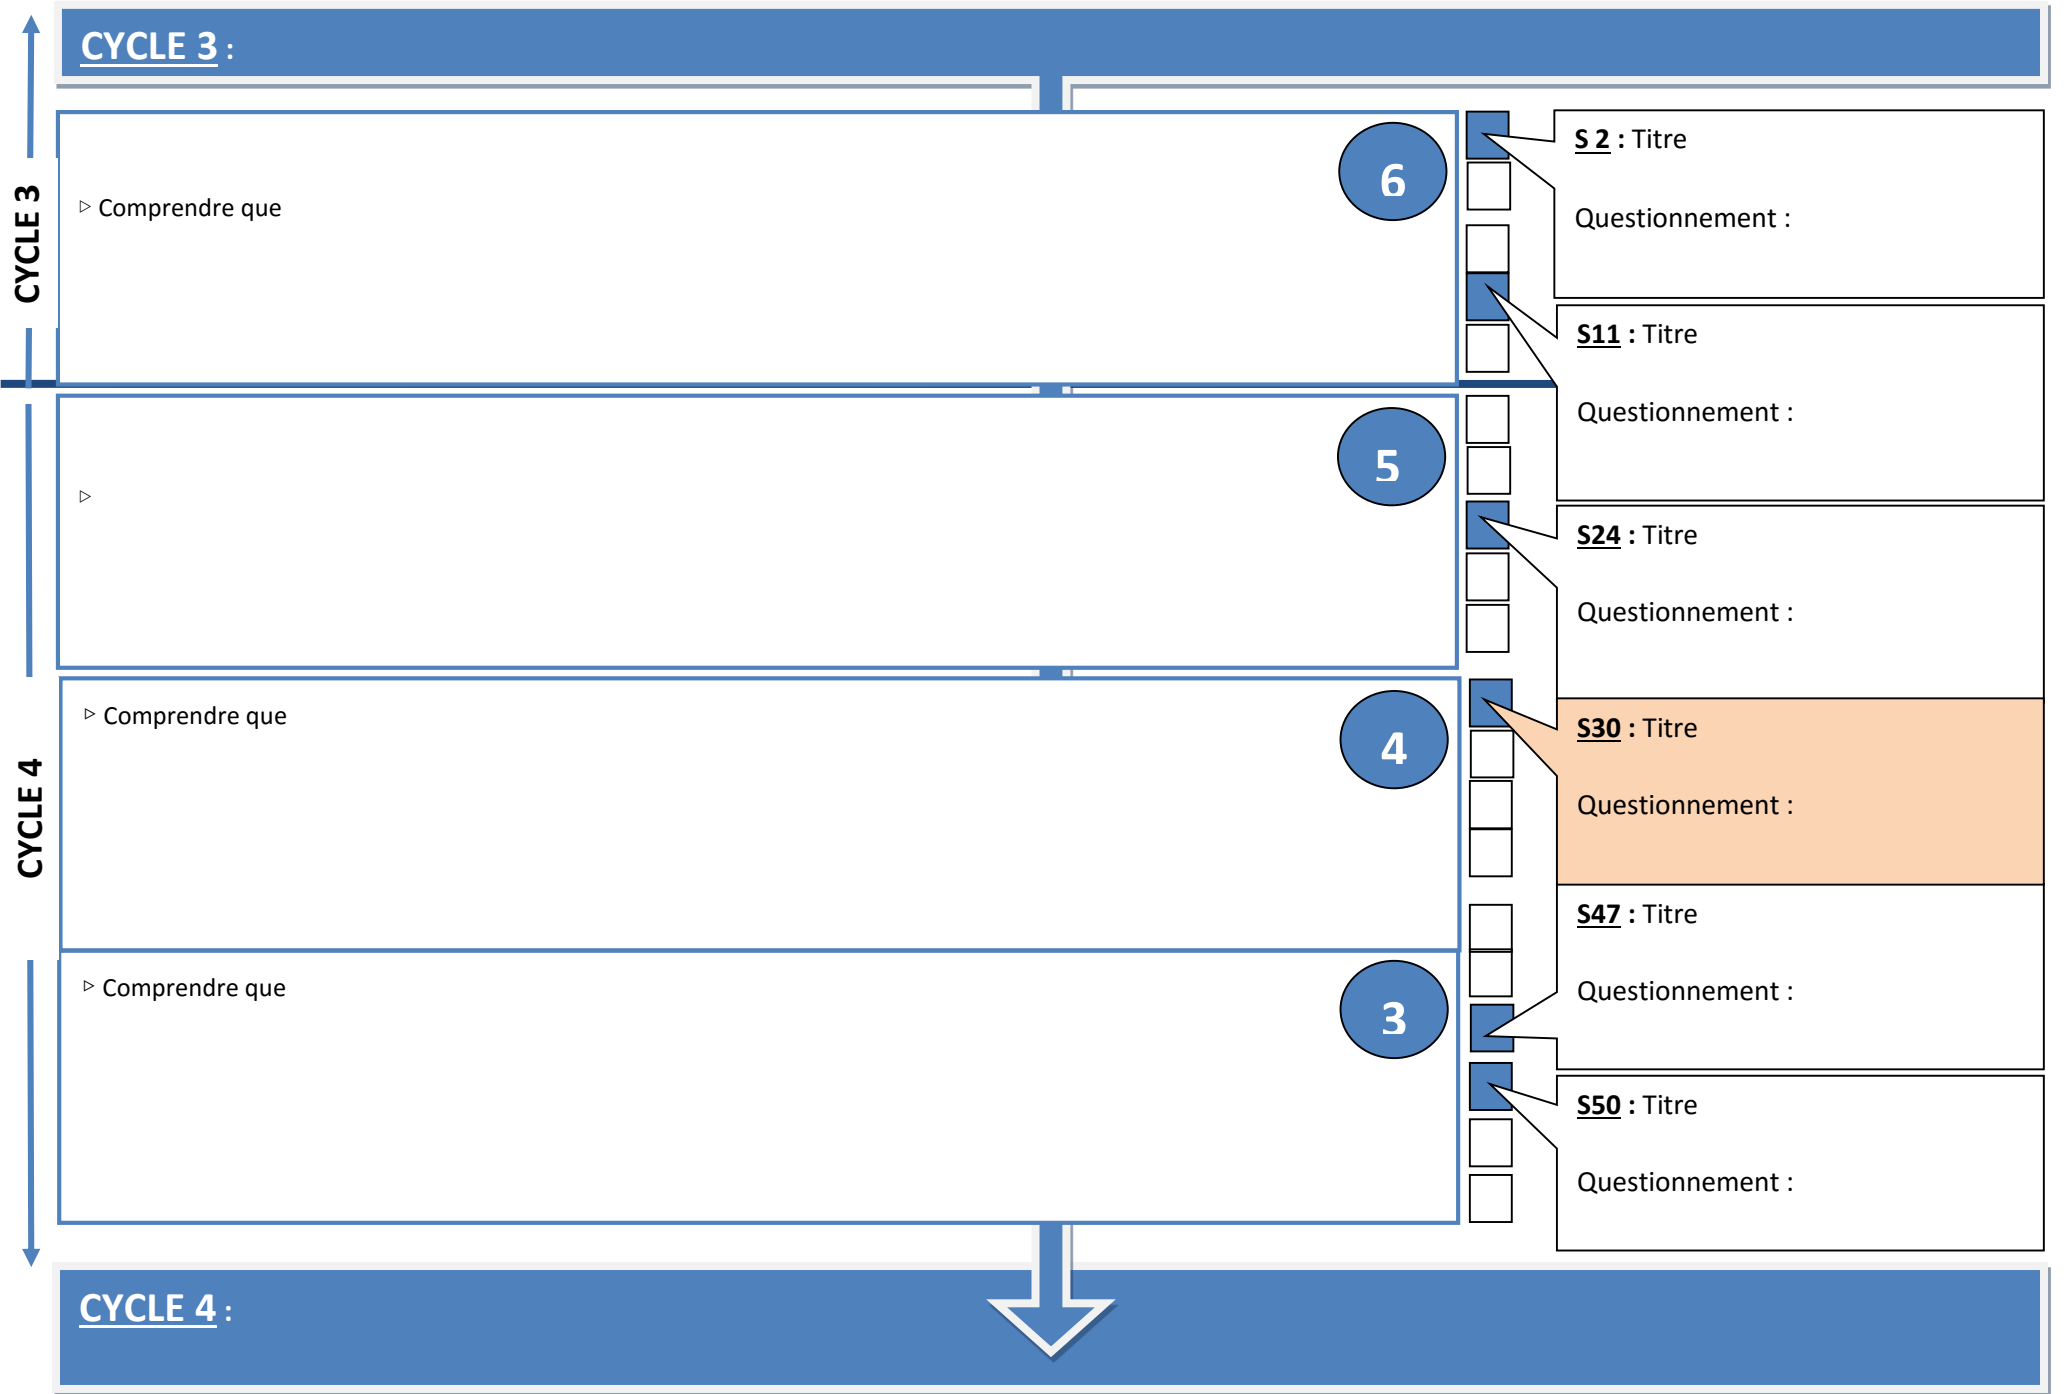 CYCLE 3 :
CYCLE 3
6
▷ Comprendre que
S 2 : Titre
Questionnement :
S11 : Titre
Questionnement :
5
▷
S24 : Titre
Questionnement :
CYCLE 4
▷ Comprendre que
4
S30 : Titre
Questionnement :
S47 : Titre
Questionnement :
▷ Comprendre que
3
S50 : Titre
Questionnement :
CYCLE 4 :